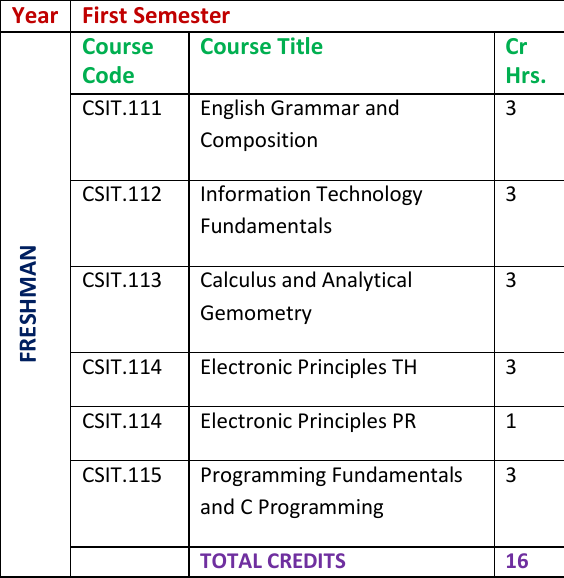 Year First Semester
Course Course Title Cr
Code Hrs.
FRESHMAN
CSIT.111 English Grammar and 3
Composition
CSIT.112 Information Technology 3
Fundamentals
CSIT.113 Calculus and Analytical 3
Gemometry
CSIT.114 Electronic Principles TH 3
CSIT.114 Electronic Principles PR 1
CSIT.115 Programming Fundamentals 3
and C Programming
TOTAL CREDITS 16